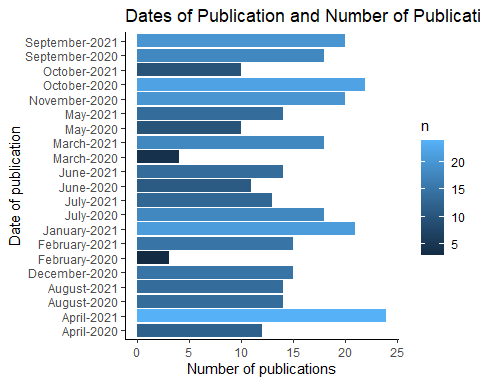 Dates of Publication and Number of Publicati
September-2021
September-2020
October-2021
October-2020
November-2020
May-2021
May-2020
March-2021
March-2020
June-2021
June-2020
July-2021
July-2020
January-2021
February-2021
February-2020
December-2020
August-2021
August-2020
April-2021
April-2020
Date of publication
0 5 10 15 20 25
Number of publications
n
20
15
10
5